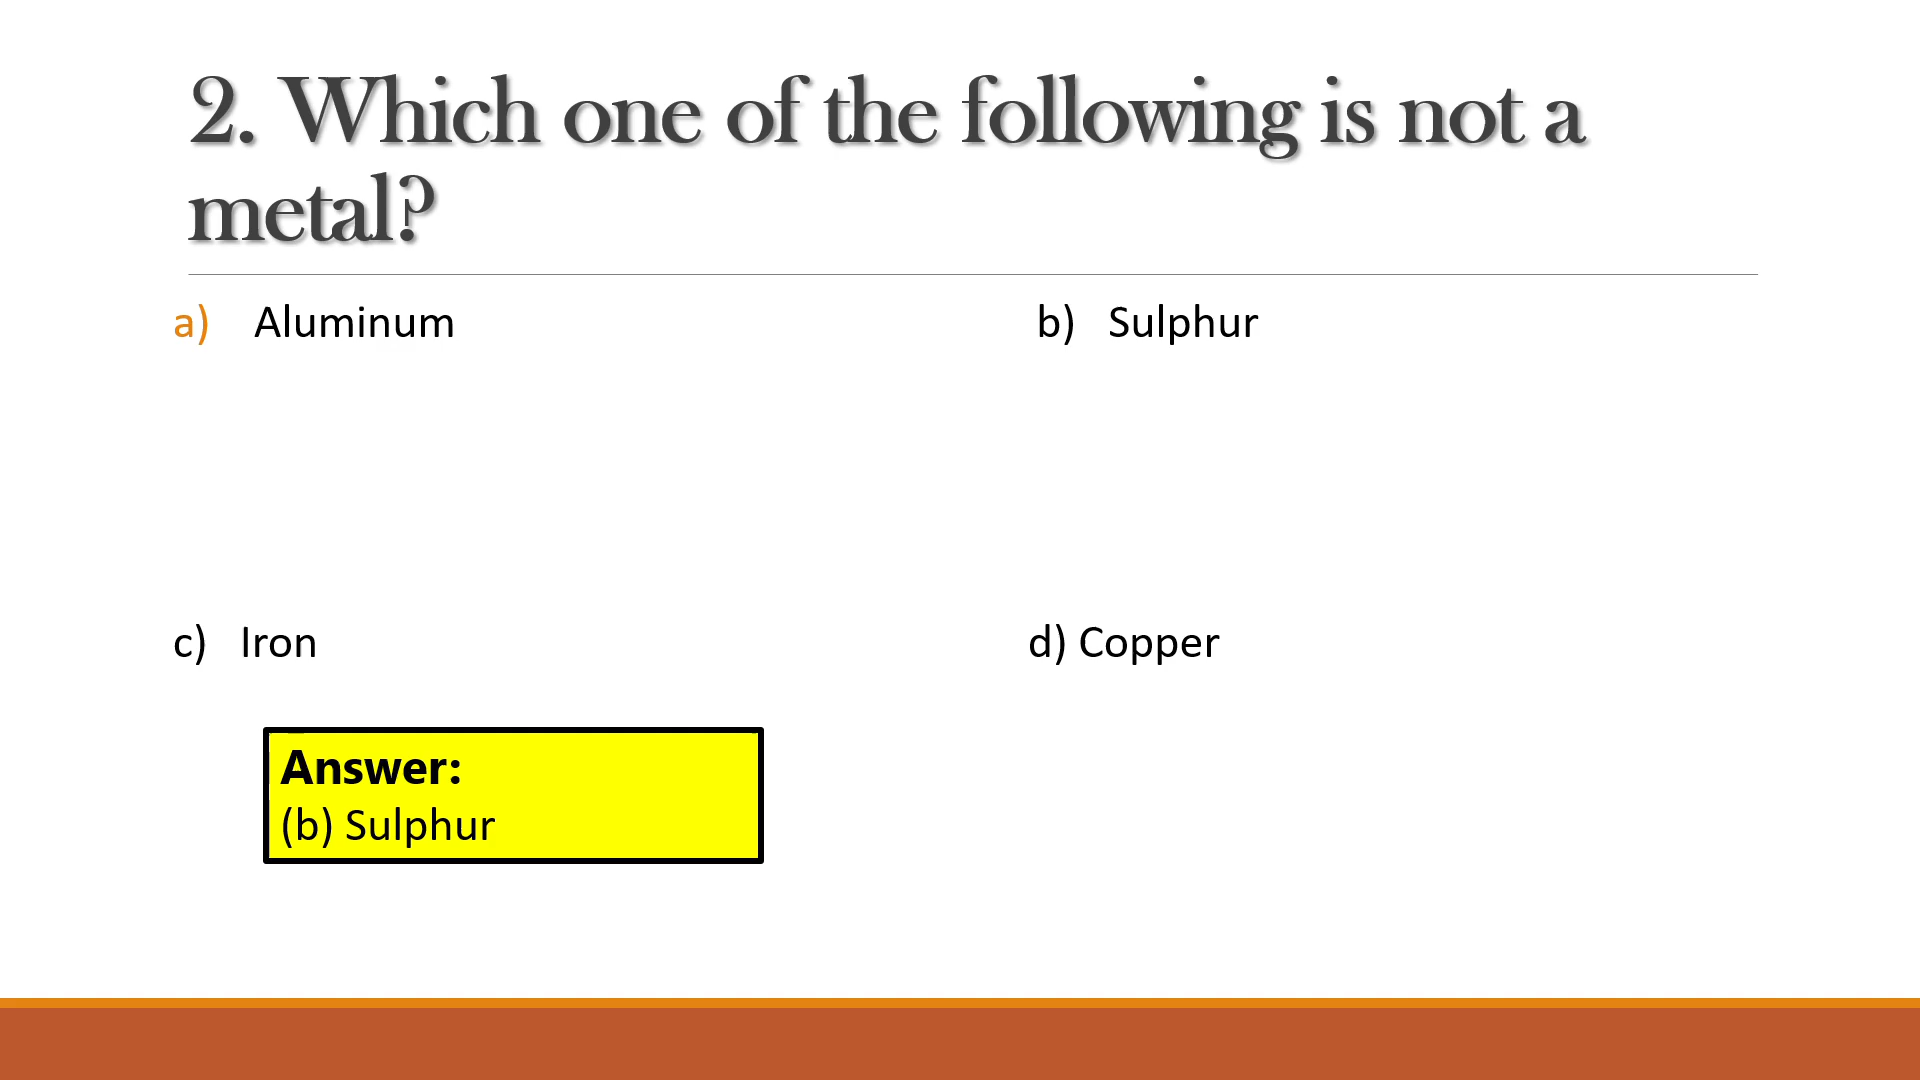 2. Which one of the following is not a
metal?
a) Aluminum
b) Sulphur
c) Iron
d) Copper
Answer:
(b) Sulphur